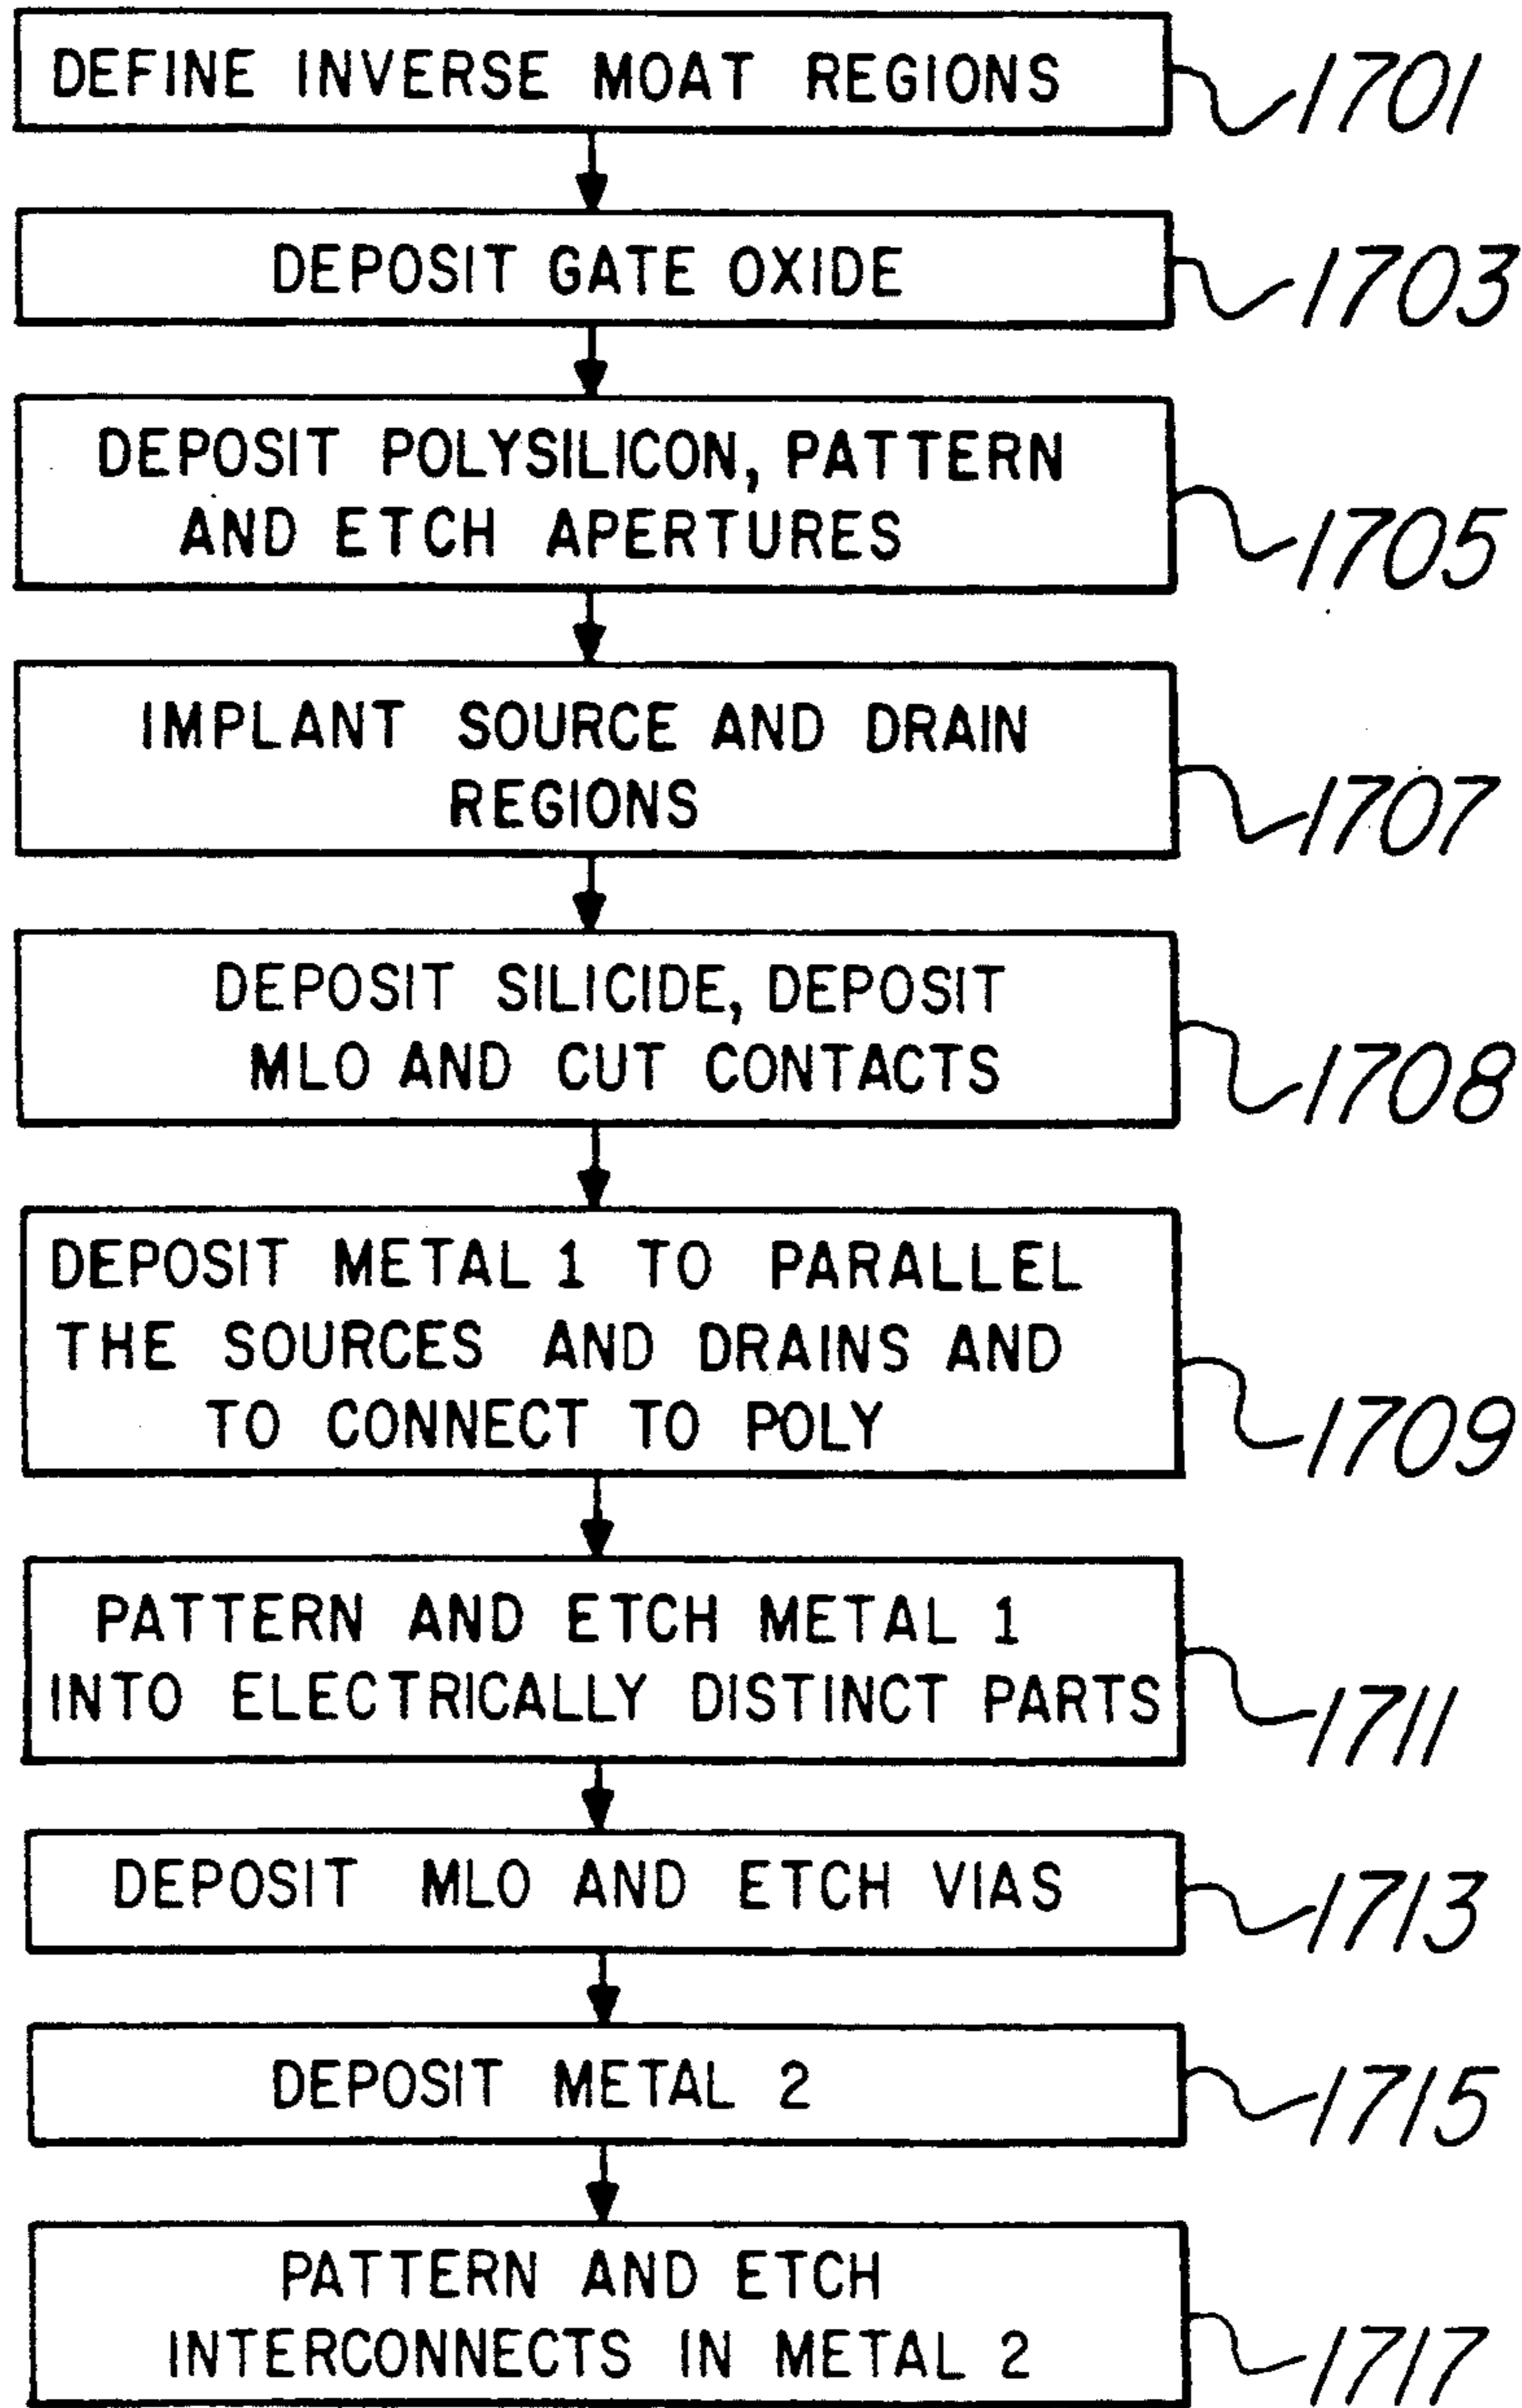 DEFINE INVERSE MOAT REGIONS
1701
DEPOSIT GATE OXIDE
1703
DEPOSIT POLYSILICON, PATTERN
AND ETCH APERTURES
1705
IMPLANT SOURCE AND DRAIN
REGIONS
1707
DEPOSIT SILICIDE, DEPOSIT
MLO AND CUT CONTACTS
1708
DEPOSIT METAL 1 TO PARALLEL
THE SOURCES AND DRAINS AND
TO CONNECT TO POLY
1709
PATTERN AND ETCH METAL 1
INTO ELECTRICALLY DISTINCT PARTS
1711
DEPOSIT MLO AND ETCH VIAS
1713
DEPOSIT METAL 2
1715
PATTERN AND ETCH
INTERCONNECTS IN METAL 2
1717